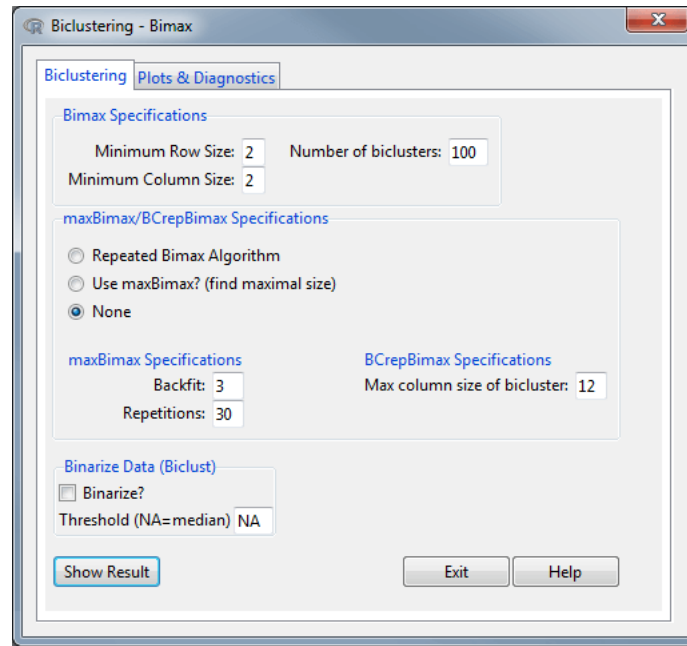 Biclustering - Bimax
Biclustering Plots & Diagnostics
Bimax Specifications
Minimum Row Size: 2 Number of biclusters: 100
Minimum Column Size: 2
maxBimax/BCrepBimax Specifications
Repeated Bimax Algorithm
Use maxBimax? (find maximal size)
None
maxBimax Specifications BCrepBimax Specifications
Backfit: 3 Max column size of bicluster: 12
Repetitions: 30
Binarize Data (Biclust)
Binarize?
Threshold (NA=median) NA
Show Result Exit Help